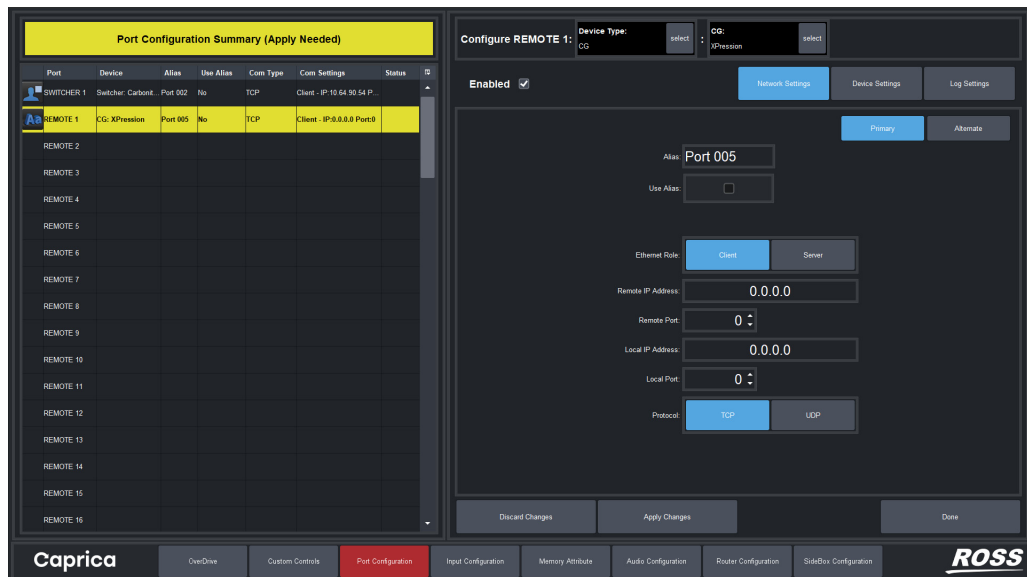 Port Configuration Summary (Apply Needed)
Port Device Alias Use Alias Com Type Com Settings Status
SWITCHER 1 Switcher: Carbonit... Port 002 No TCP Client - IP:10.64.90.54 P...
Aa REMOTE 1 CG: XPression Port 005 No TCP Client - IP:0.0.0.0 Port:0
REMOTE 2
REMOTE 3
REMOTE 4
REMOTE 5
REMOTE 6
REMOTE 7
REMOTE 8
REMOTE 9
REMOTE 10
REMOTE 11
REMOTE 12
REMOTE 13
REMOTE 14
REMOTE 15
REMOTE 16
Configure REMOTE 1: Device Type: CG select : CG: XPression select
Enabled Network Settings Device Settings Log Settings
Primary Alternate
Alias: Port 005
Use Alias:
Ethernet Role: Client Server
Remote IP Address: 0.0.0.0
Remote Port: 0
Local IP Address: 0.0.0.0
Local Port: 0
Protocol: TCP UDP
Discard Changes Apply Changes Done
Caprica OverDrive Custom Controls Port Configuration Input Configuration Memory Attribute Audio Configuration Router Configuration SideBox Configuration ROSS